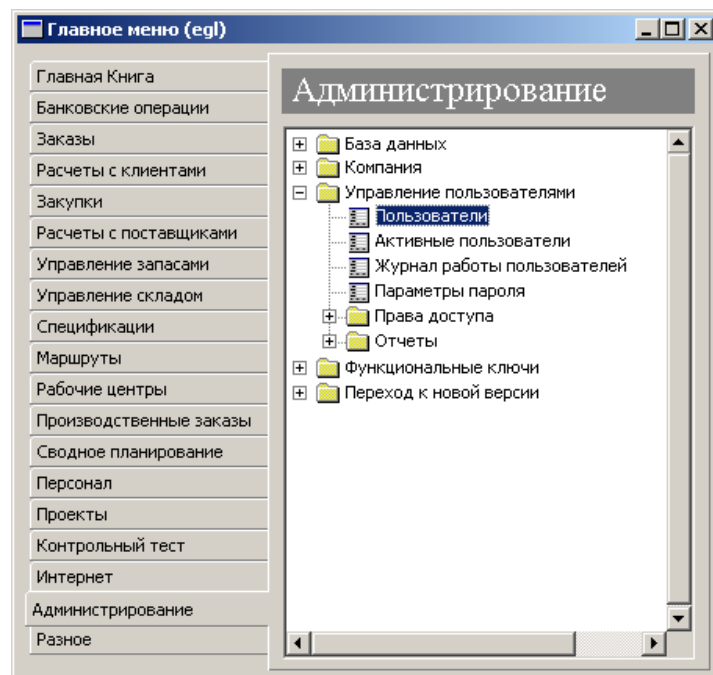 Главное меню (egl)
Главная Книга
Банковские операции
Заказы
Расчеты с клиентами
Закупки
Расчеты с поставщиками
Управление запасами
Управление складом
Спецификации
Маршруты
Рабочие центры
Производственные заказы
Сводное планирование
Персонал
Проекты
Контрольный тест
Интернет
Администрирование
Разное
Администрирование
База данных
Компания
Управление пользователями
Пользователи
Активные пользователи
Журнал работы пользователей
Параметры пароля
Права доступа
Отчеты
Функциональные ключи
Переход к новой версии